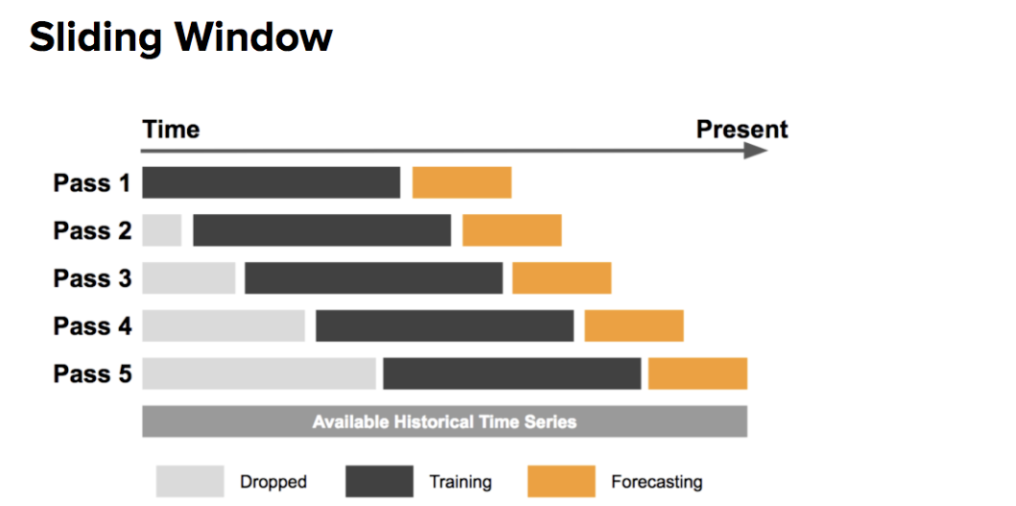 Sliding Window
Time Present
Pass 1
Pass 2
Pass 3
Pass 4
Pass 5
Available Historical Time Series
Dropped Training Forecasting